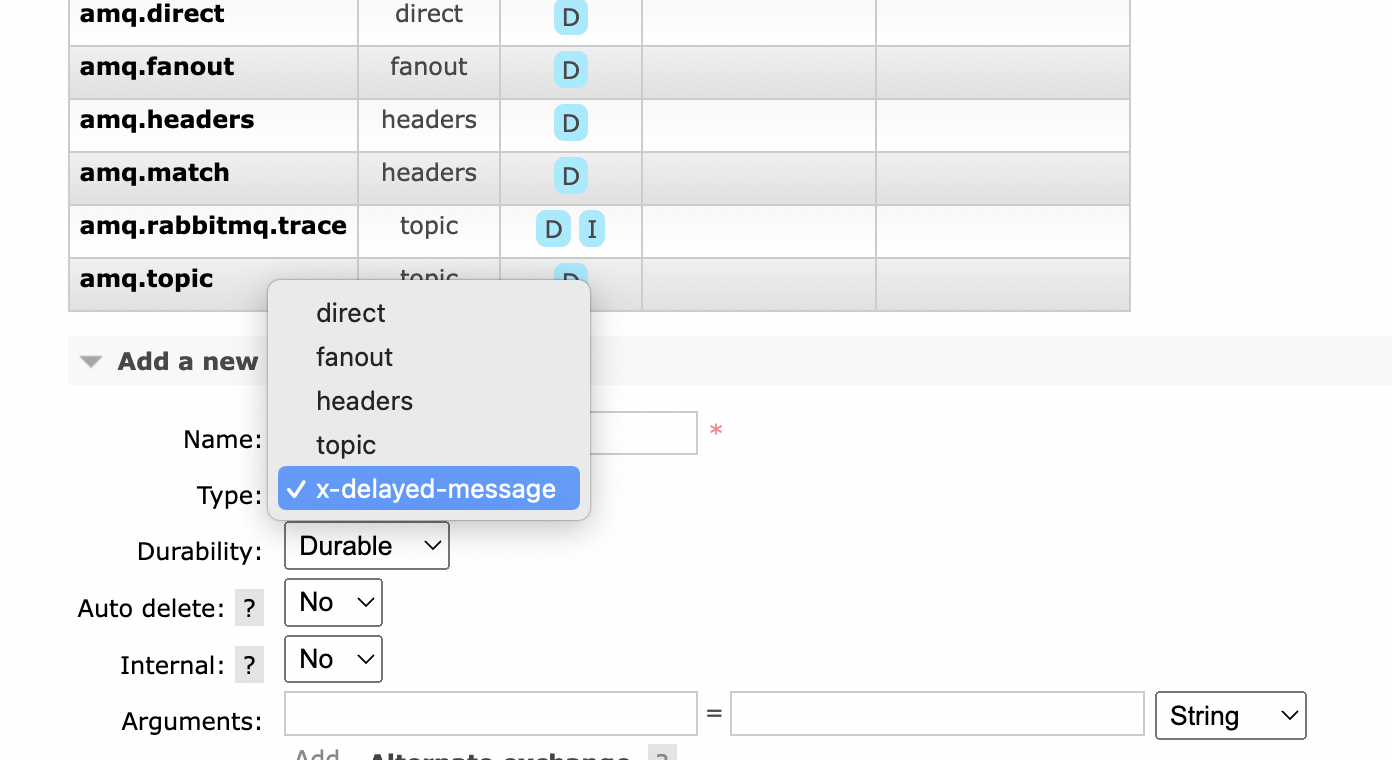 amq.direct direct D
amq.fanout fanout D
amq.headers headers D
amq.match headers D
amq.rabbitmq.trace topic D I
amq.topic topic D
direct
fanout
headers
topic
✓ x-delayed-message
Add a new
Name: *
Type:
Durability: Durable
Auto delete: ? No
Internal: ? No
Arguments: = String
Add Alternate exchange ?